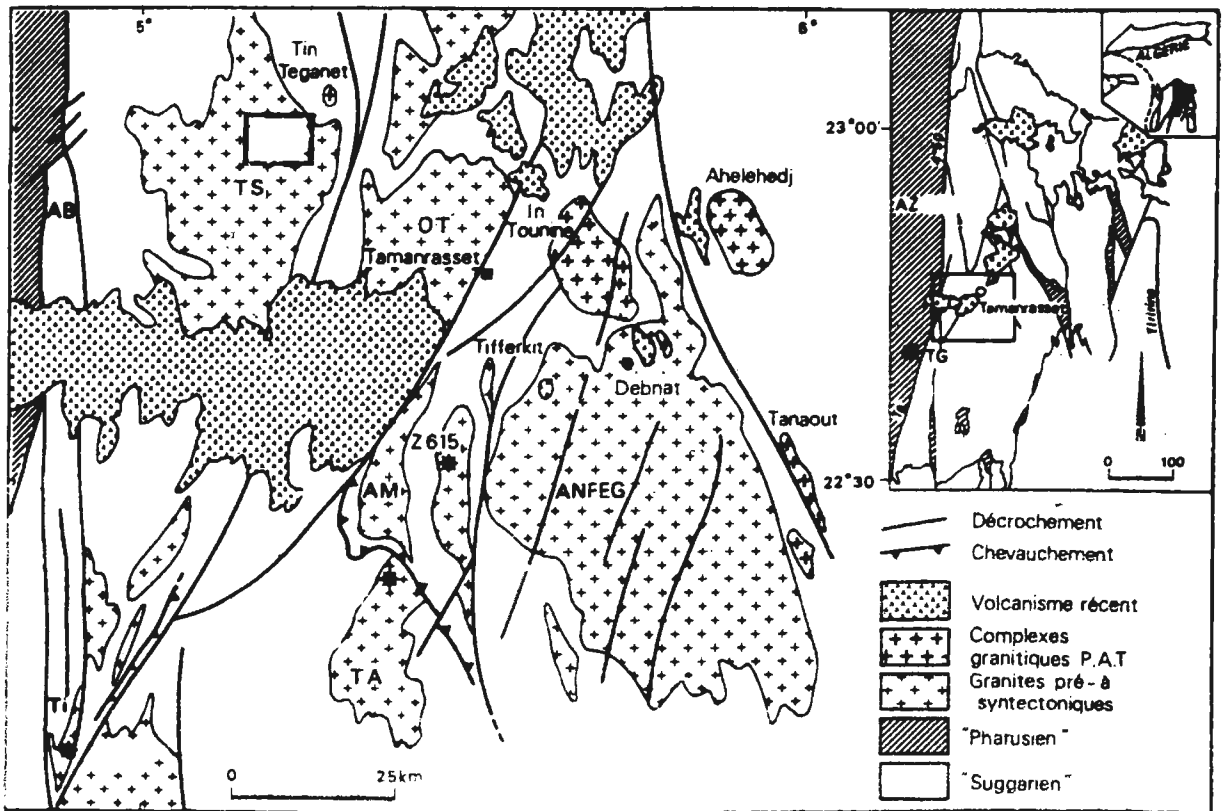 5°
6°
Tin
Teganet
23°00'
TS
AB
OT
In
Tounine
Ahelehedj
Tamanrasset
Tifferkit
Debnat
Z615
Tanaout
AM
ANFEG
22°30
TA
Ti
0 25km
ALGERIE
AZ
Tamanrasset
TG
Tiririne
0 100
Décrochement
Chevauchement
Volcanisme récent
Complexes
granitiques P.A.T
Granites pré-à
syntectoniques
"Pharusien"
"Suggarien"